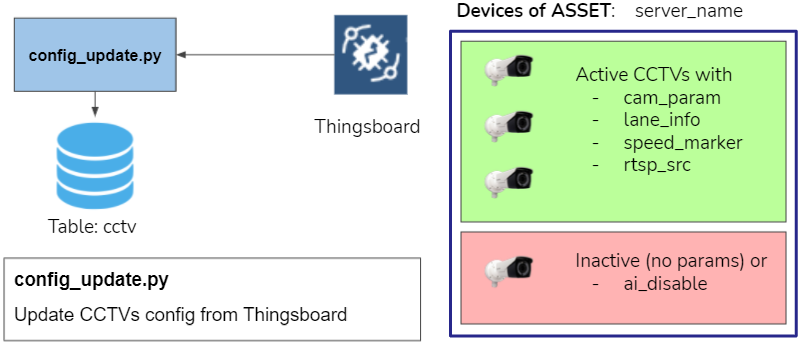 config_update.py
Thingsboard
Table: cctv
config_update.py
Update CCTVs config from Thingsboard
Devices of ASSET: server_name
Active CCTVs with
- cam_param
- lane_info
- speed_marker
- rtsp_src
Inactive (no params) or
- ai_disable